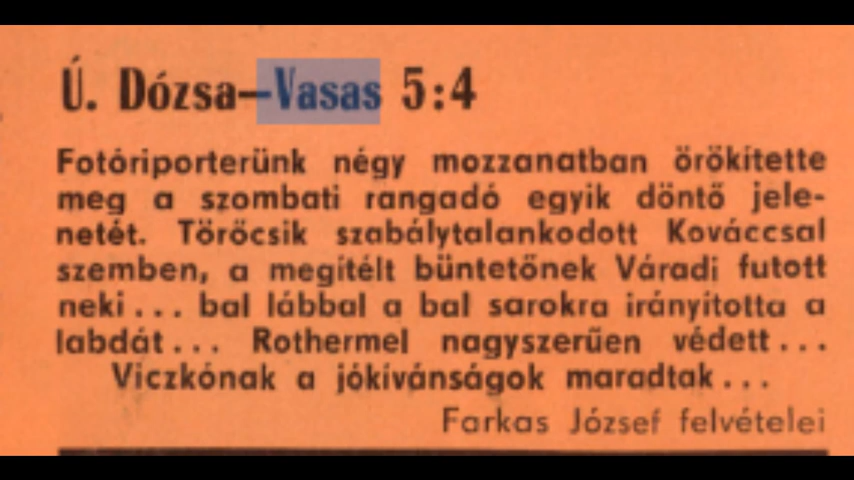 Ú. Dózsa—Vasas 5:4
Fotóriporterünk négy mozzanatban örökítette
meg a szombati rangadó egyik döntő jele-
netét. Törőcsik szabálytalankodott Kováccsal
szemben, a megítélt büntetőnek Váradi futott
neki... bal lábbal a bal sarokra irányította a
labdát... Rothermel nagyszerűen védett...
Viczkónak a jókívánságok maradtak...
Farkas József felvételei